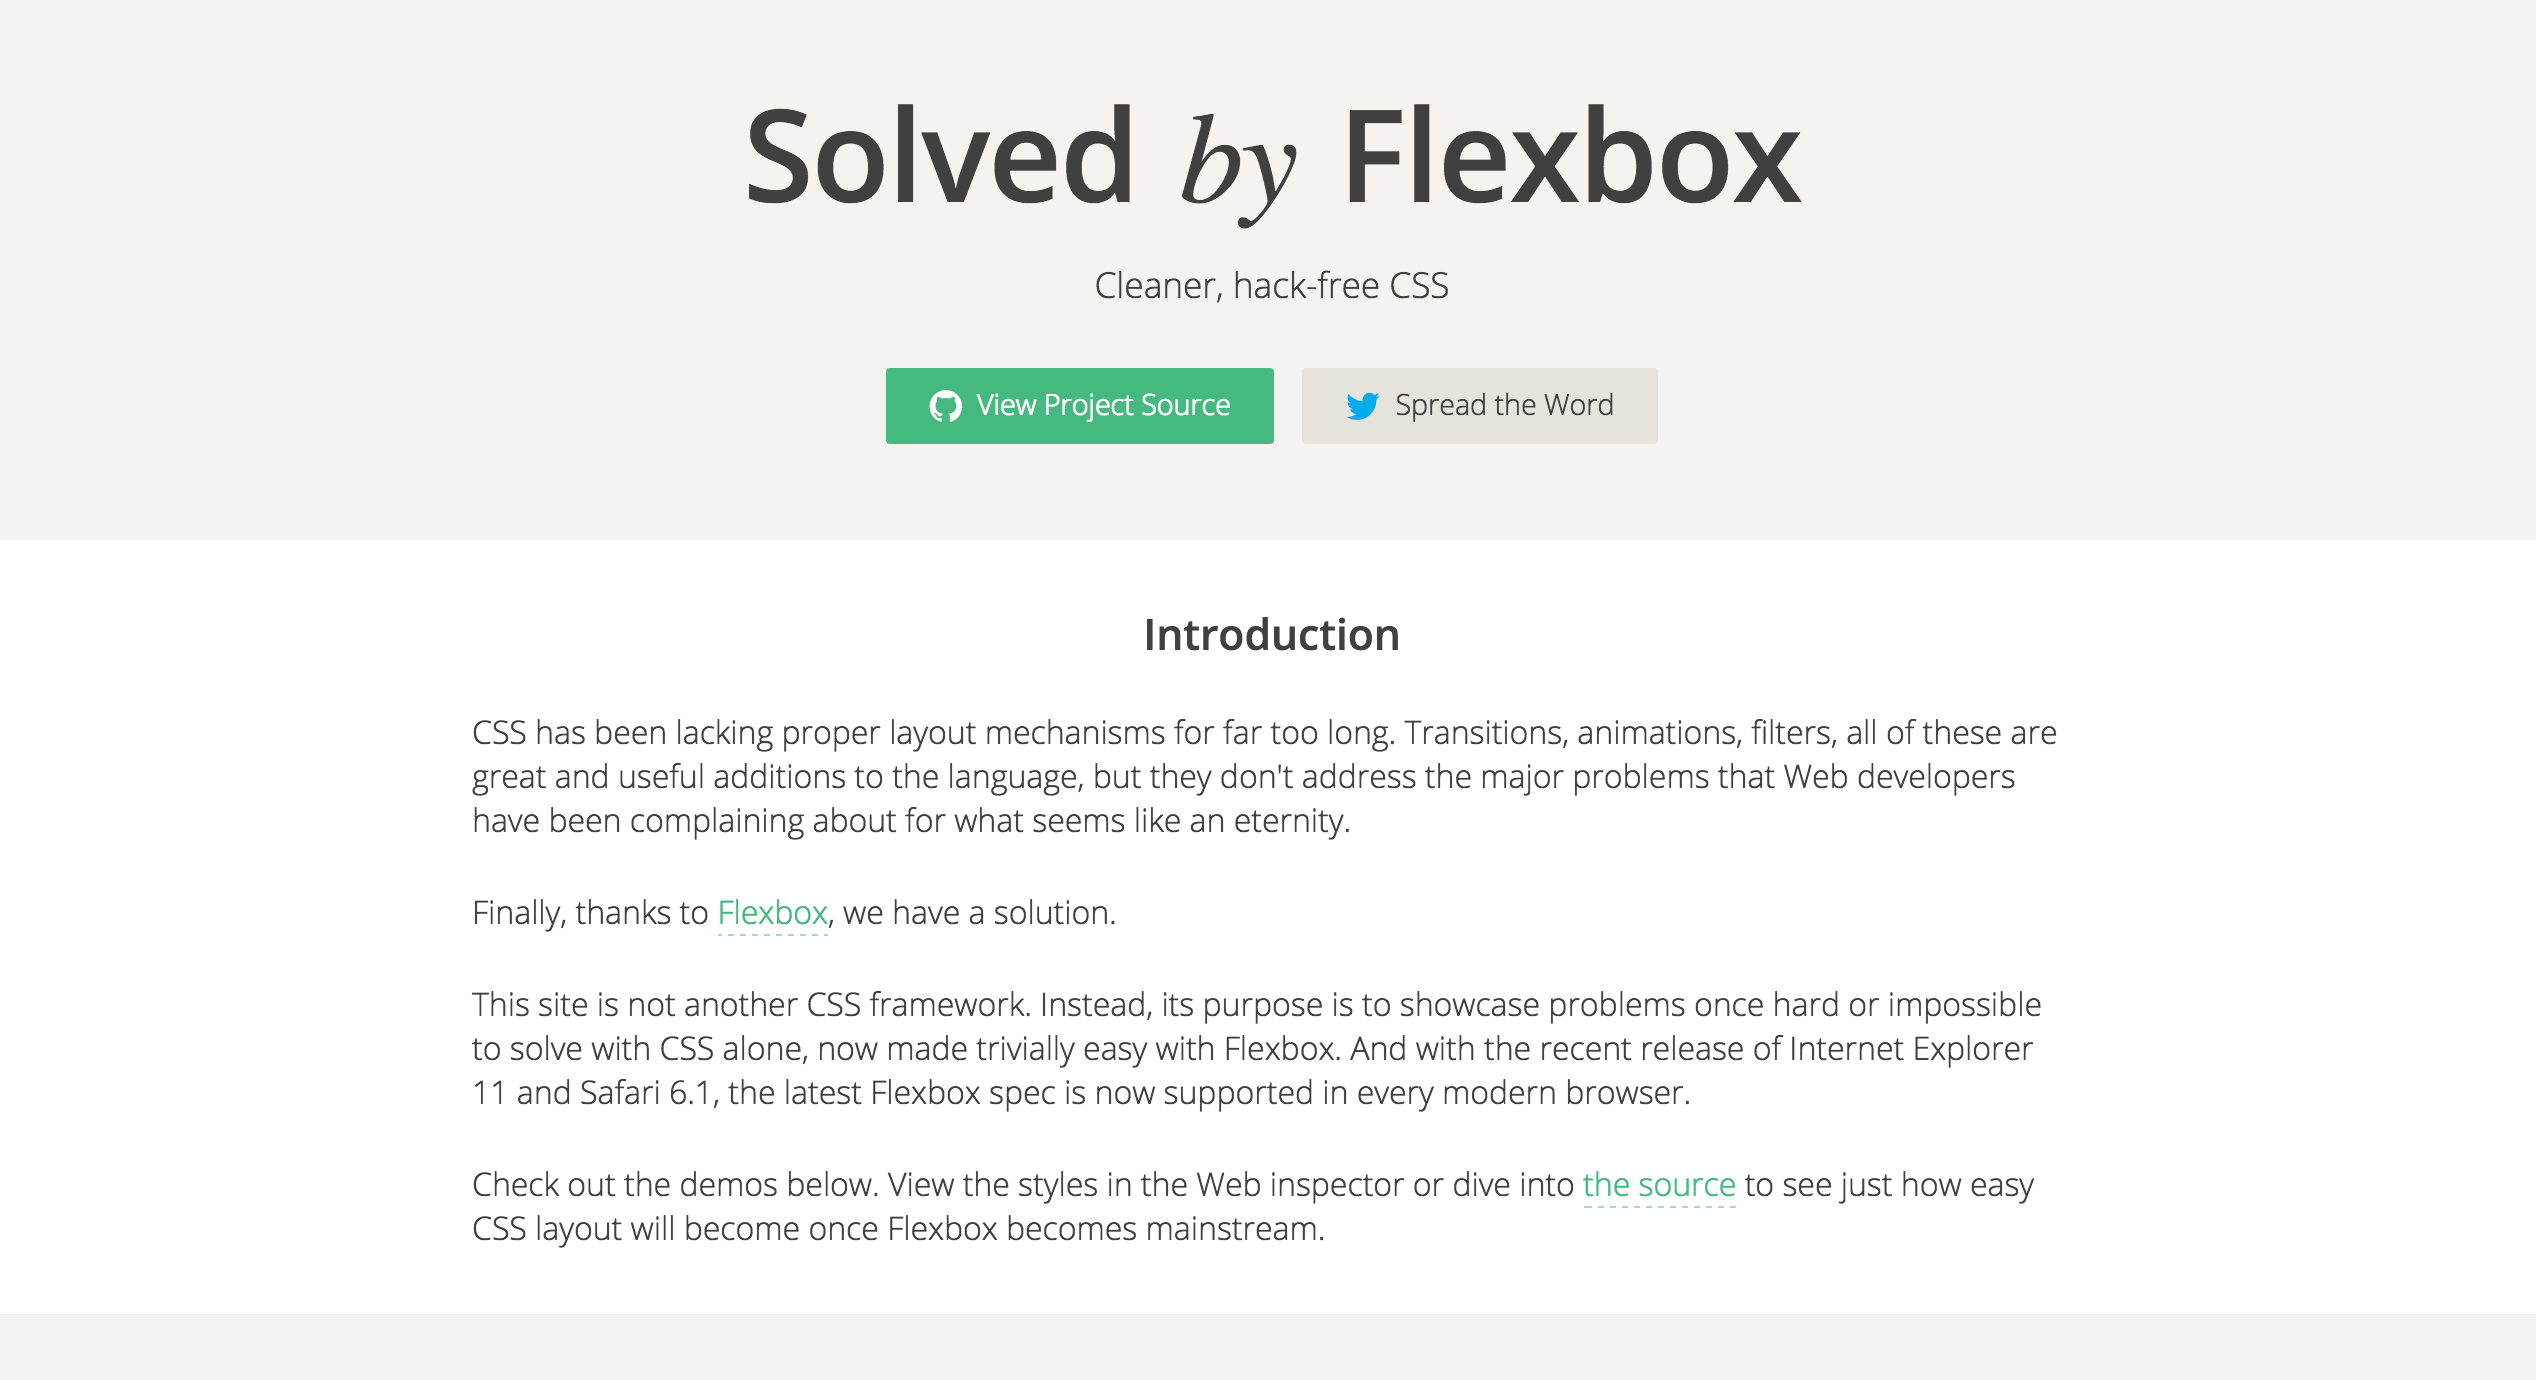 Solved by Flexbox
Cleaner, hack-free CSS
View Project Source
Spread the Word
Introduction
CSS has been lacking proper layout mechanisms for far too long. Transitions, animations, filters, all of these are
great and useful additions to the language, but they don't address the major problems that Web developers
have been complaining about for what seems like an eternity.
Finally, thanks to Flexbox, we have a solution.
This site is not another CSS framework. Instead, its purpose is to showcase problems once hard or impossible
to solve with CSS alone, now made trivially easy with Flexbox. And with the recent release of Internet Explorer
11 and Safari 6.1, the latest Flexbox spec is now supported in every modern browser.
Check out the demos below. View the styles in the Web inspector or dive into the source to see just how easy
CSS layout will become once Flexbox becomes mainstream.